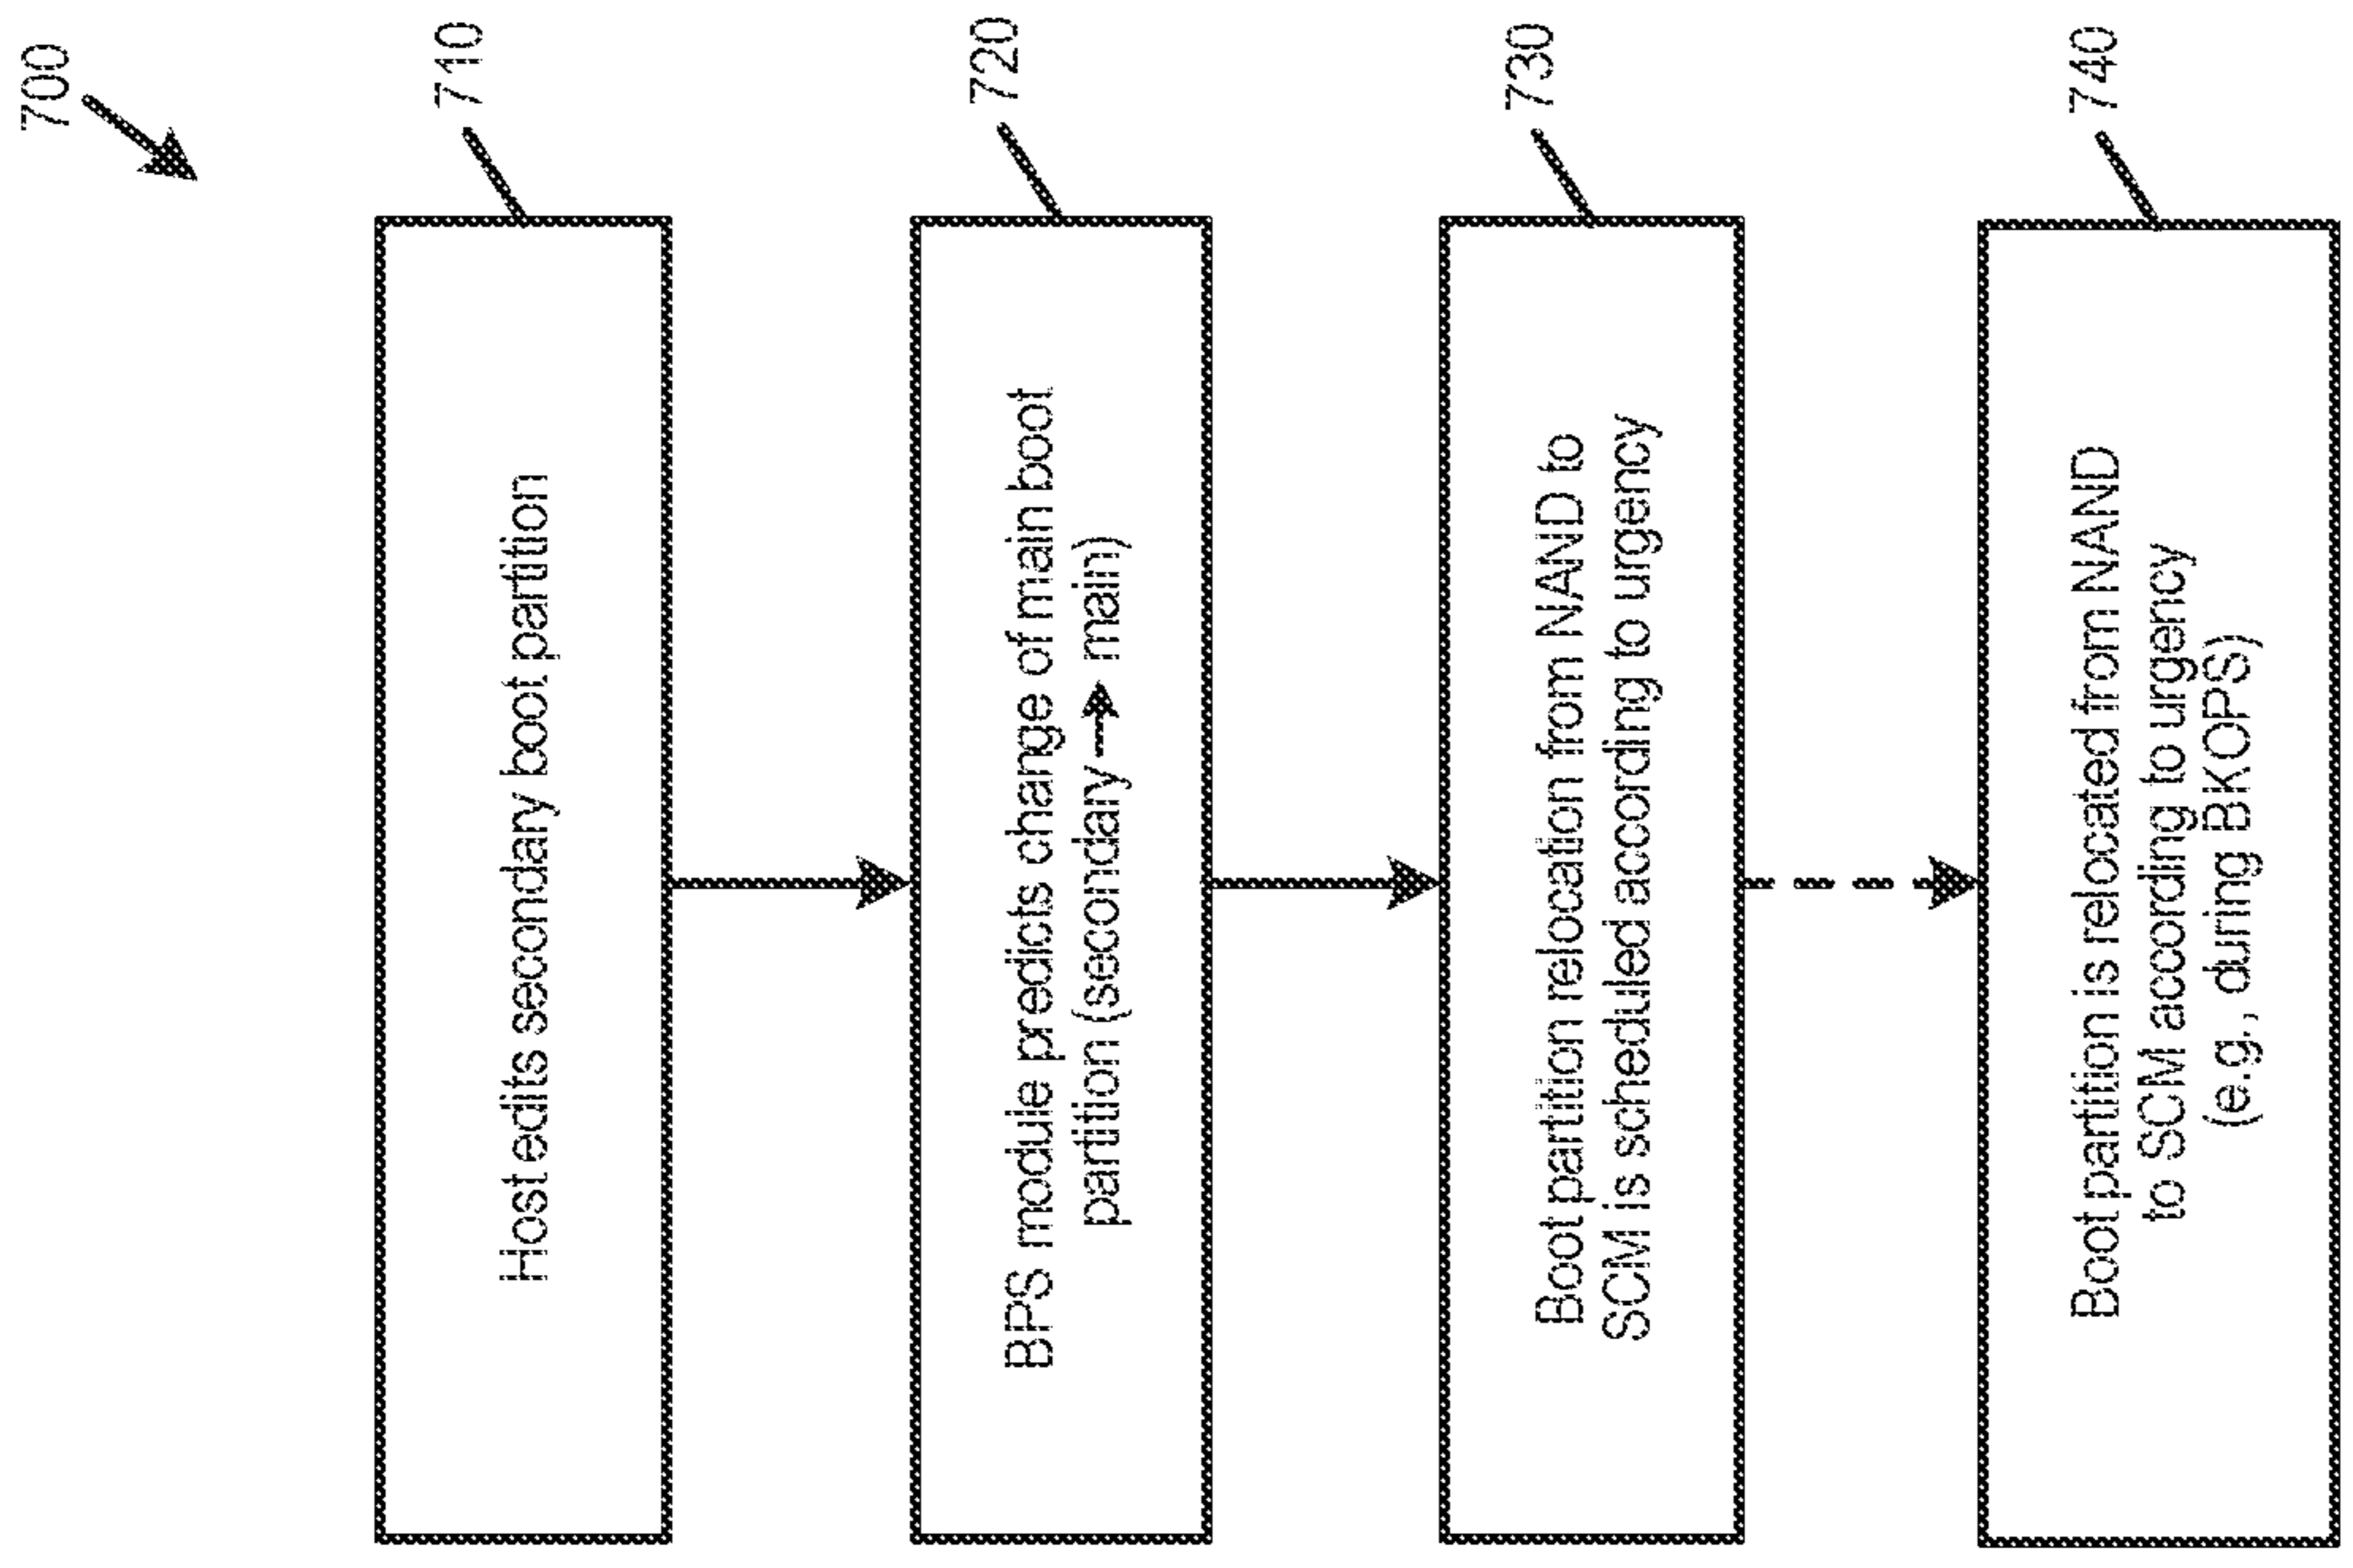 700
710
Host edits secondary boot partition
720
BPS module predicts change of main boot
partition (secondary→ main)
730
Boot partition relocation from NAND to
SCM is scheduled according to urgency
740
Boot partition is relocated from NAND
to SCM according to urgency
(e.g., during BKOPS)